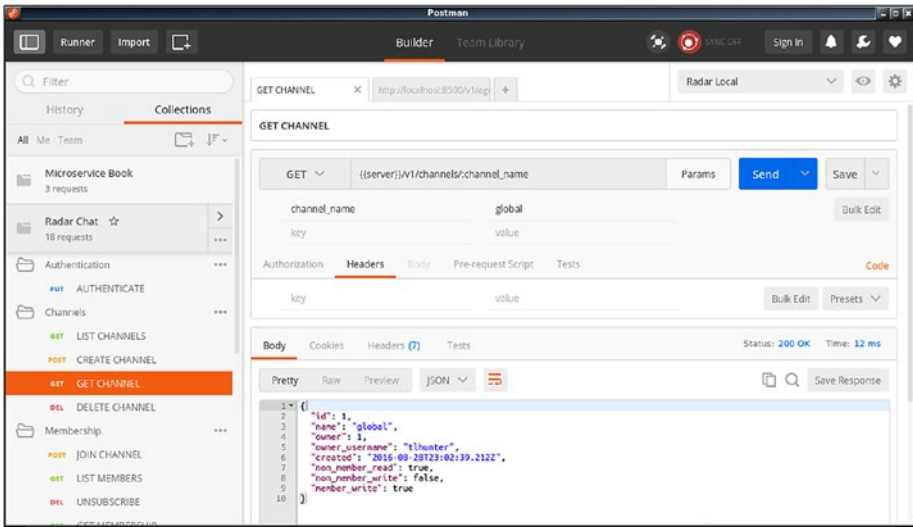 Postman
Runner Import Builder Team Library SYNC OFF Sign In
Filter
History Collections
All Me Team
Microservice Book
3 requests
Radar Chat
18 requests
Authentication
PUT AUTHENTICATE
Channels
GET LIST CHANNELS
POST CREATE CHANNEL
GET GET CHANNEL
DEL DELETE CHANNEL
Membership
POST JOIN CHANNEL
GET LIST MEMBERS
DEL UNSUBSCRIBE
GET GET MEMBERSHIP
GET CHANNEL http://localhost:8500/v1/ag Radar Local
GET CHANNEL
GET {{server}}/v1/channels/:channel_name Params Send Save
channel_name global Bulk Edit
key value
Authorization Headers Body Pre-request Script Tests Code
key value Bulk Edit Presets
Body Cookies Headers (7) Tests Status: 200 OK Time: 12 ms
Pretty Raw Preview JSON Save Response
1 {
2 "id": 1,
3 "name": "global",
4 "owner": 1,
5 "owner_username": "tlhunter",
6 "created": "2016-08-28T23:02:39.212Z",
7 "non_member_read": true,
8 "non_member_write": false,
9 "member_write": true
10 }